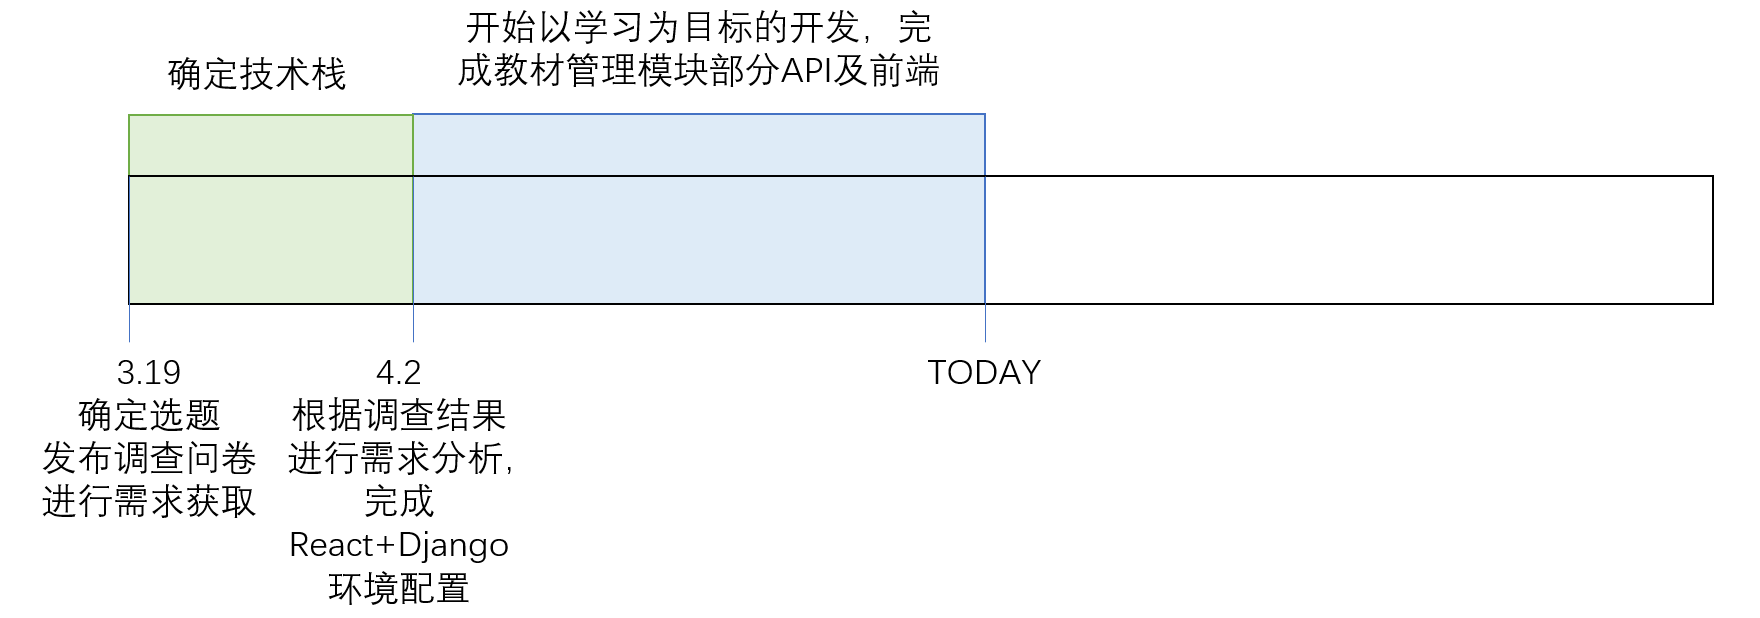 确定技术栈
开始以学习为目标的开发，完
成教材管理模块部分API及前端
3.19
确定选题
发布调查问卷
进行需求获取
4.2
根据调查结果
进行需求分析，
完成
React+Django
环境配置
TODAY